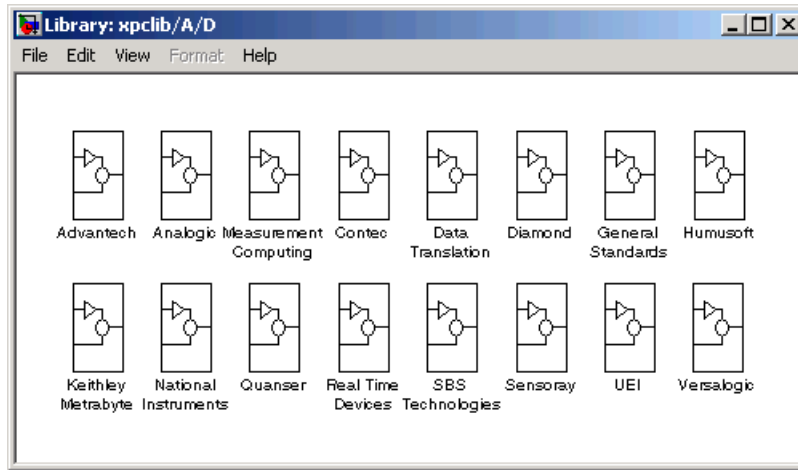 Library: xpclib/A/D
File Edit View Format Help
Advantech Analogic Measurement Computing Contec Data Translation Diamond General Standards Humusoft
Keithley Metrabyte National Instruments Quanser Real Time Devices SBS Technologies Sensoray UEI Versalogic